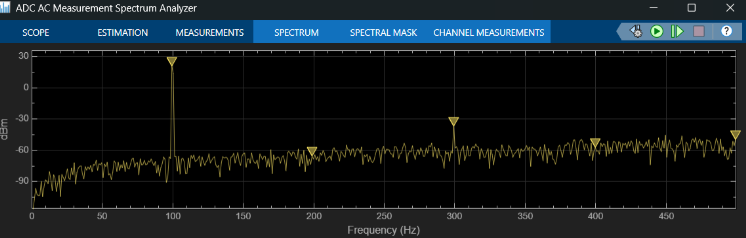 ADC AC Measurement Spectrum Analyzer
SCOPE ESTIMATION MEASUREMENTS SPECTRUM SPECTRAL MASK CHANNEL MEASUREMENTS ?
30
0
-30
-60
-90
dBm
0 50 100 150 200 250 300 350 400 450
Frequency (Hz)